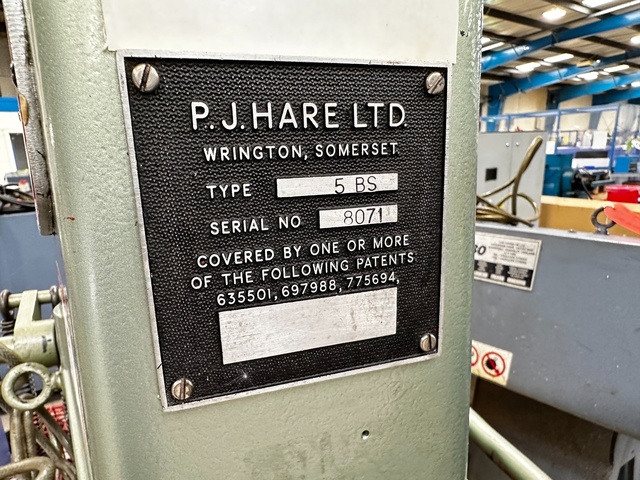 P.J.HARE LTD.
WRINGTON, SOMERSET
TYPE 5 BS
SERIAL NO 8071
COVERED BY ONE OR MORE
OF THE FOLLOWING PATENTS
635501, 697988, 775694,